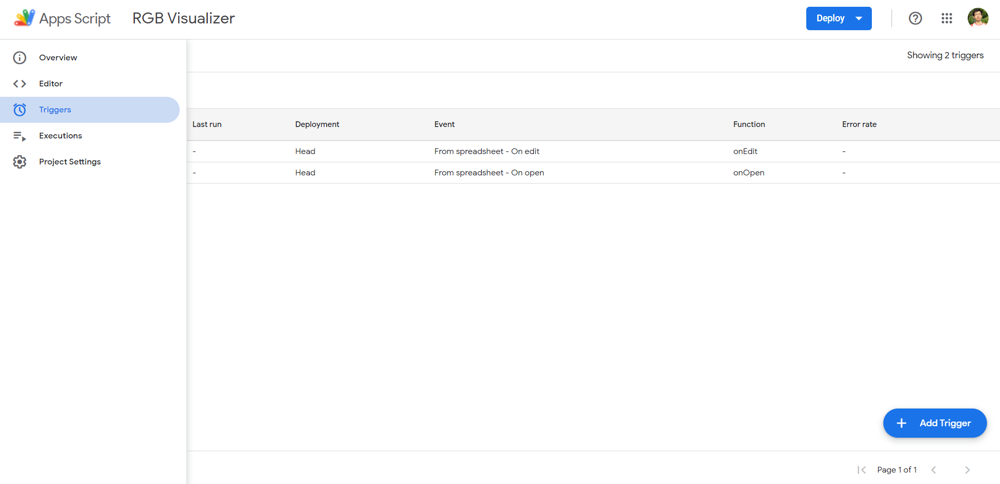 Apps Script RGB Visualizer Deploy
Overview
Showing 2 triggers
Editor
Triggers
Executions
Project Settings
Last run Deployment Event Function Error rate
- Head From spreadsheet - On edit onEdit -
- Head From spreadsheet - On open onOpen -
+ Add Trigger
Page 1 of 1